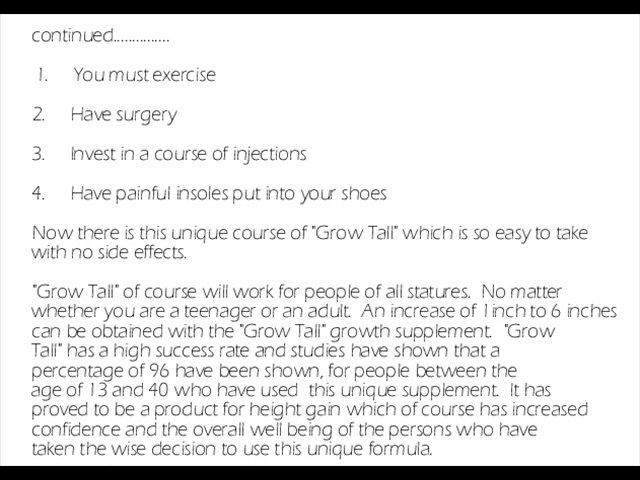 continued..............
1. You must exercise
2. Have surgery
3. Invest in a course of injections
4. Have painful insoles put into your shoes
Now there is this unique course of "Grow Tall" which is so easy to take
with no side effects.
"Grow Tall" of course will work for people of all statures. No matter
whether you are a teenager or an adult. An increase of 1inch to 6 inches
can be obtained with the "Grow Tall" growth supplement. "Grow
Tall" has a high success rate and studies have shown that a
percentage of 96 have been shown, for people between the
age of 13 and 40 who have used this unique supplement. It has
proved to be a product for height gain which of course has increased
confidence and the overall well being of the persons who have
taken the wise decision to use this unique formula.